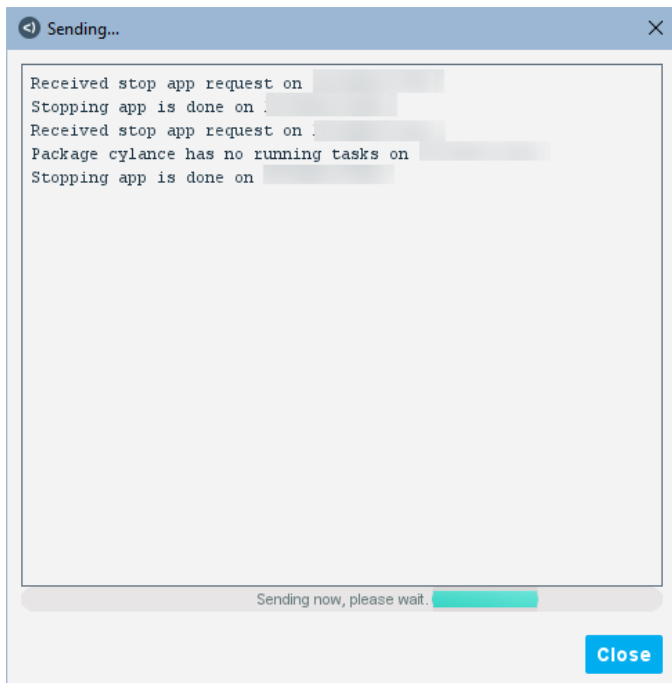 Sending...
Received stop app request on
Stopping app is done on
Received stop app request on
Package cylance has no running tasks on
Stopping app is done on
Sending now, please wait.
Close